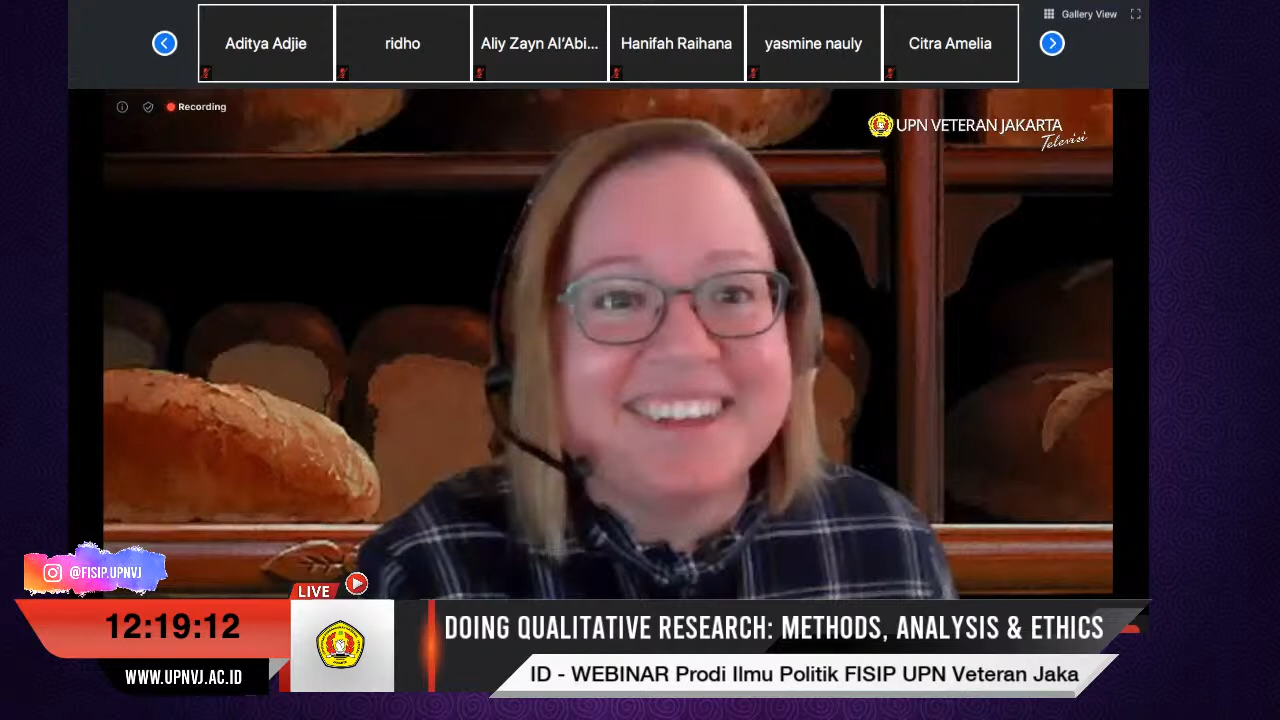 Gallery View
Aditya Adjie
ridho
Aliy Zayn Al'Abi...
Hanifah Raihana
yasmine nauly
Citra Amelia
Recording
UPN VETERAN JAKARTA
Televisi
@FISIP.UPNVJ
LIVE
12:19:12
DOING QUALITATIVE RESEARCH: METHODS, ANALYSIS & ETHICS
WWW.UPNVJ.AC.ID
ID - WEBINAR Prodi Ilmu Politik FISIP UPN Veteran Jaka